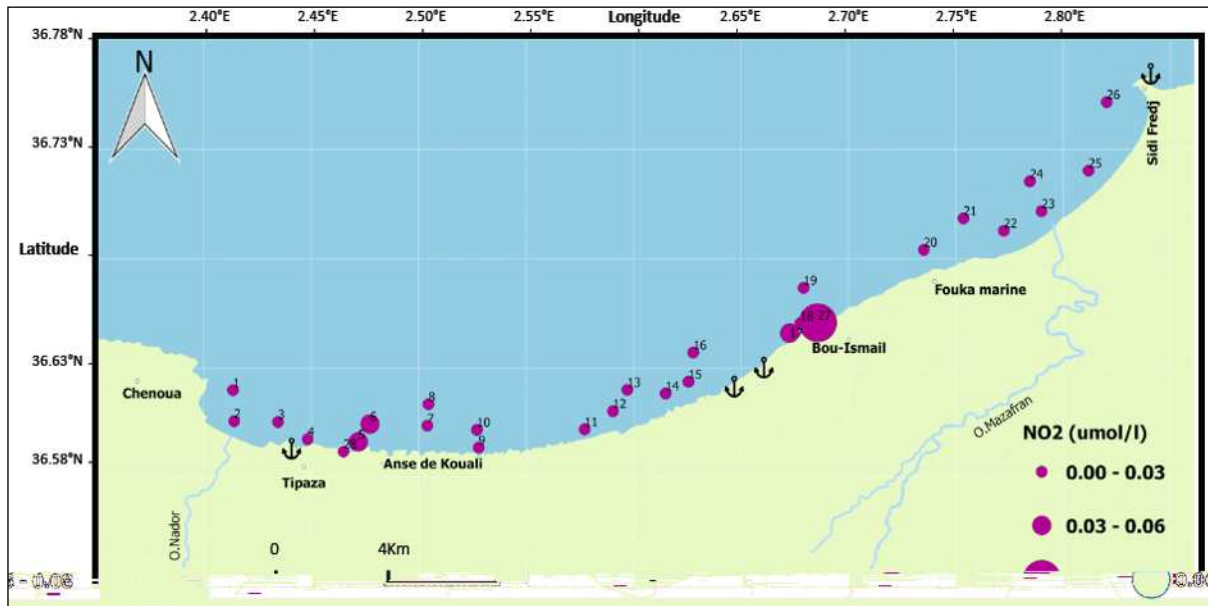 2.40°E 2.45°E 2.50°E 2.55°E Longitude 2.65°E 2.70°E 2.75°E 2.80°E
36.78°N
N
26
36.73°N
Sidi Fredj
25
24
23
21
22
Latitude
20
19
Fouka marine
18 27
17
Bou-Ismail
36.63°N
16
15
1
13
14
Chenoua
8
12
2
3
6
7
10
11
4
5
28
9
O.Mazafran
NO2 (umol/l)
36.58°N
Anse de Kouali
Tipaza
0.00 - 0.03
O.Nador
0.03 - 0.06
0 4Km